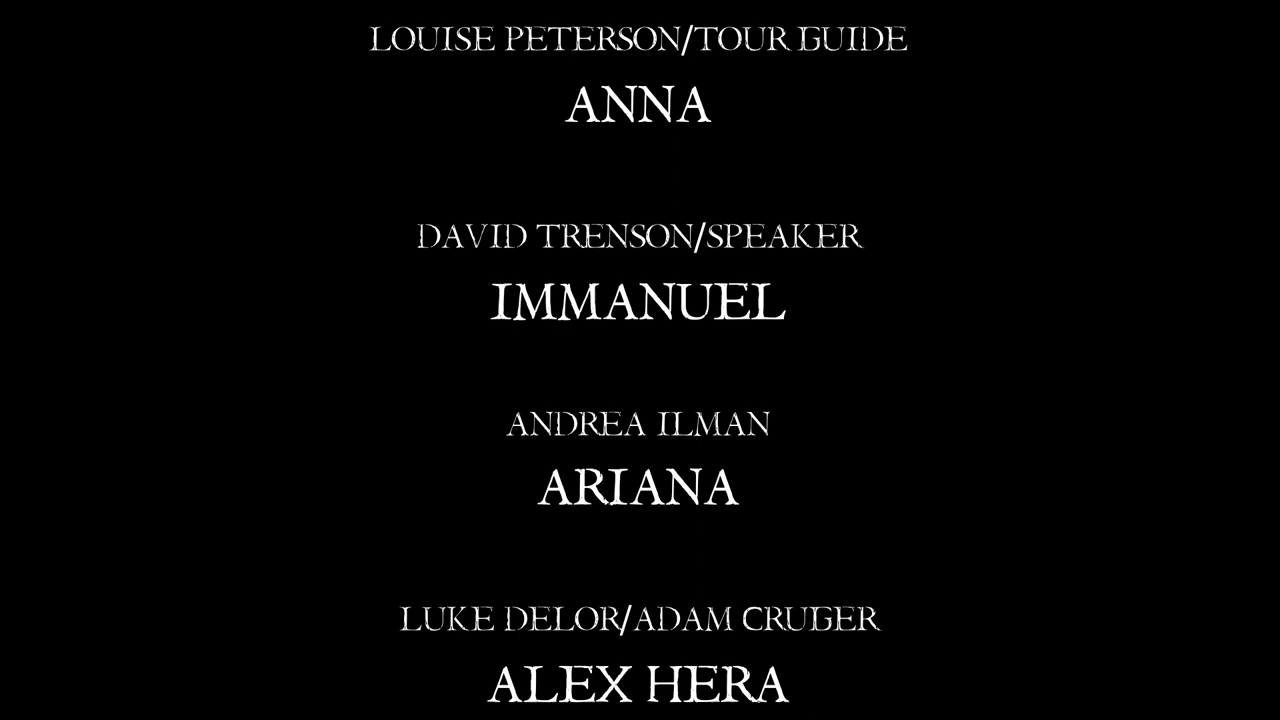 LOUISE PETERSON/TOUR GUIDE
ANNA
DAVID TRENSON/SPEAKER
IMMANUEL
ANDREA ILMAN
ARIANA
LUKE DELOR/ADAM CRUGER
ALEX HERA